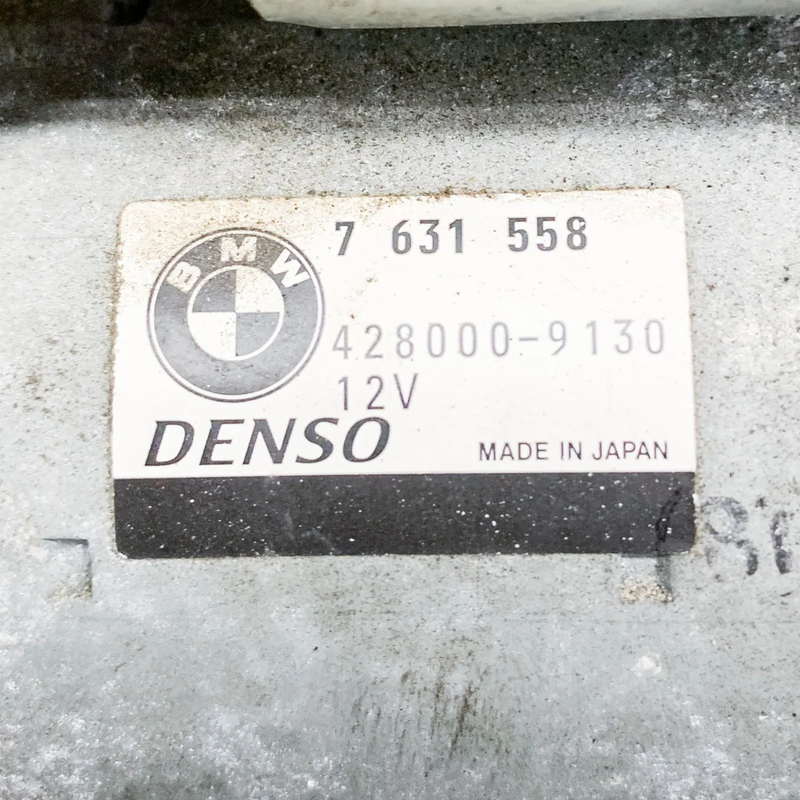 BMW
7 631 558
428000-9130
12V
DENSO
MADE IN JAPAN